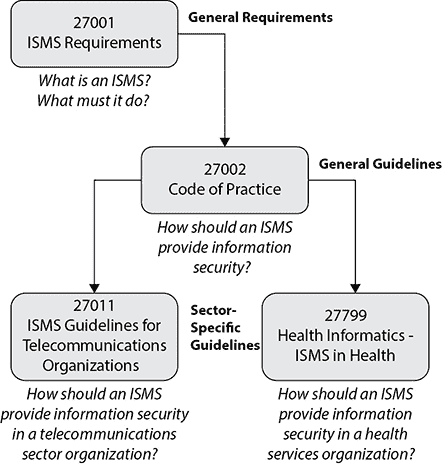 27001
ISMS Requirements
General Requirements
What is an ISMS?
What must it do?
27002
Code of Practice
General Guidelines
How should an ISMS
provide information
security?
27011
ISMS Guidelines for
Telecommunications
Organizations
Sector-
Specific
Guidelines
27799
Health Informatics -
ISMS in Health
How should an ISMS
provide information security
in a telecommunications
sector organization?
How should an ISMS
provide information
security in a health
services organization?